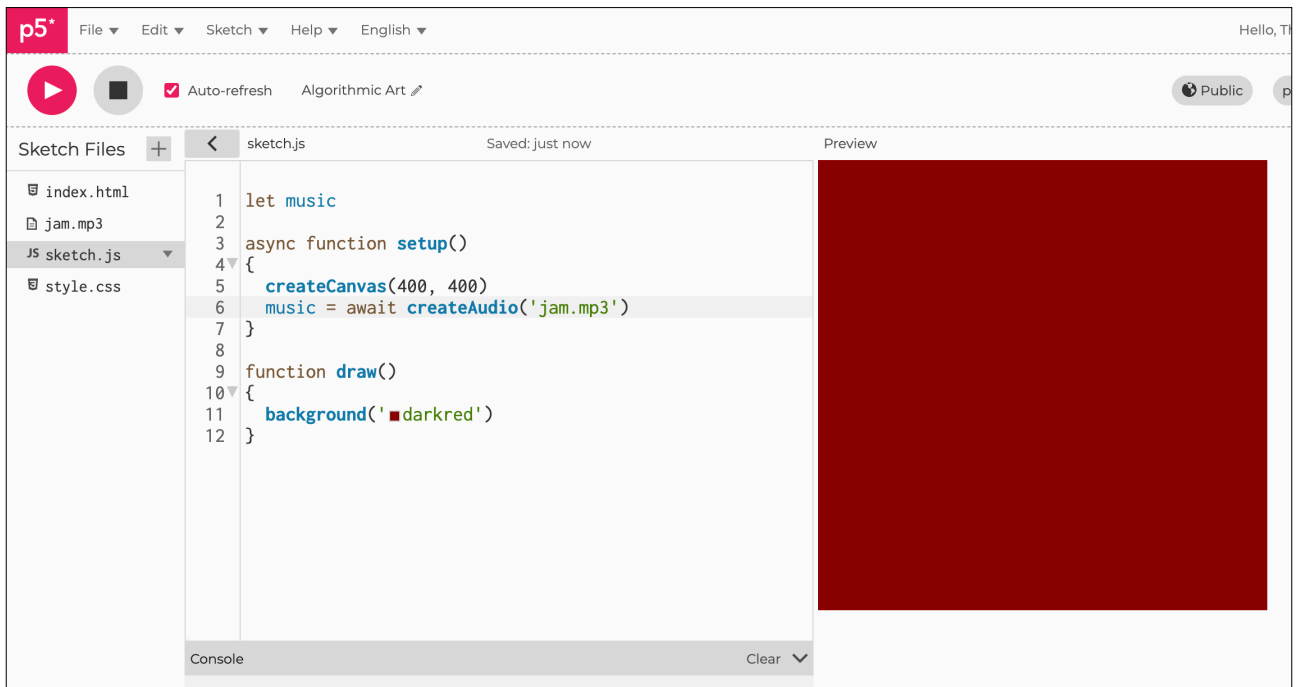 p5* File Edit Sketch Help English Hello, Th
Auto-refresh Algorithmic Art Public p
Sketch Files + sketch.js Saved: just now Preview
index.html
jam.mp3
JS sketch.js
style.css
1 let music
2
3 async function setup()
4 {
5 createCanvas(400, 400)
6 music = await createAudio('jam.mp3')
7 }
8
9 function draw()
10 {
11 background('darkred')
12 }
Console Clear